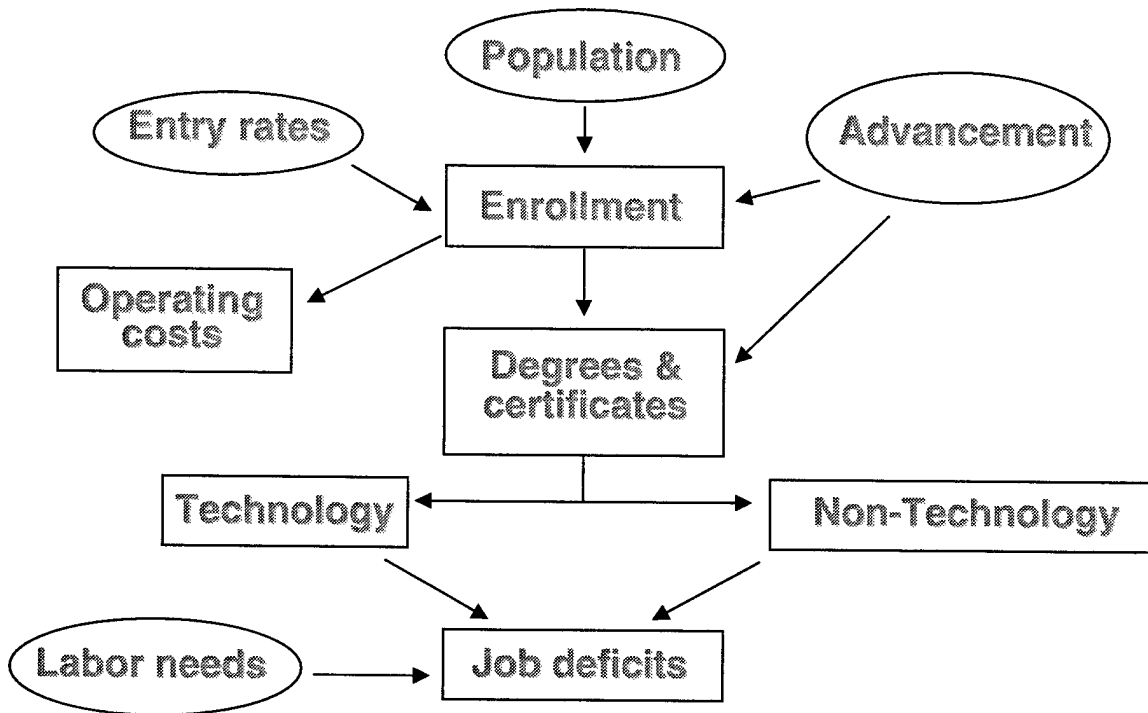 Population
Entry rates
Advancement
Enrollment
Operating
costs
Degrees &
certificates
Technology
Non-Technology
Labor needs
Job deficits